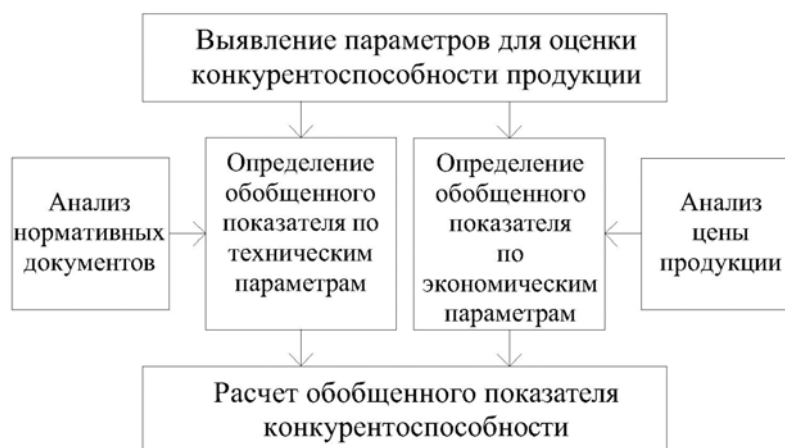 Выявление параметров для оценки
конкурентоспособности продукции
Анализ
нормативных
документов
Определение
обобщенного
показателя по
техническим
параметрам
Определение
обобщенного
показателя
по
экономическим
параметрам
Анализ
цены
продукции
Расчет обобщенного показателя
конкурентоспособности